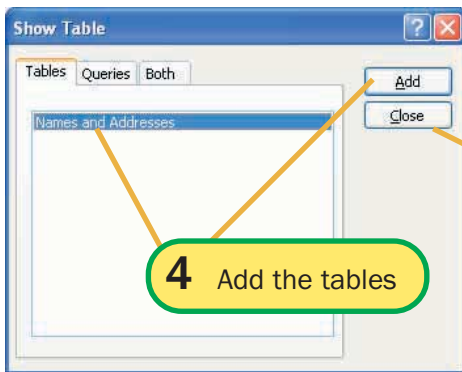 Show Table
Tables Queries Both
Add
Close
Names and Addresses
4 Add the tables